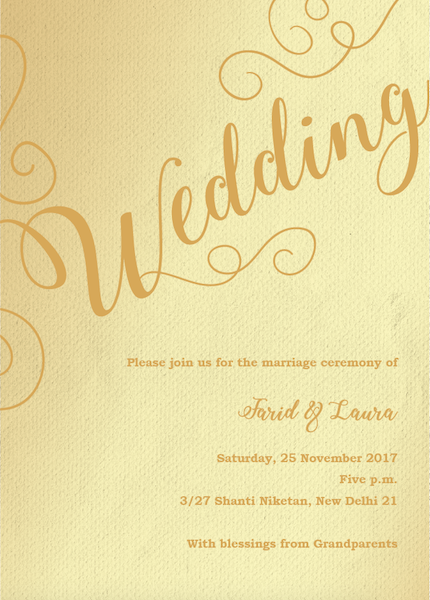 Wedding
Please join us for the marriage ceremony of
Farid & Laura
Saturday, 25 November 2017
Five p.m.
3/27 Shanti Niketan, New Delhi 21
With blessings from Grandparents